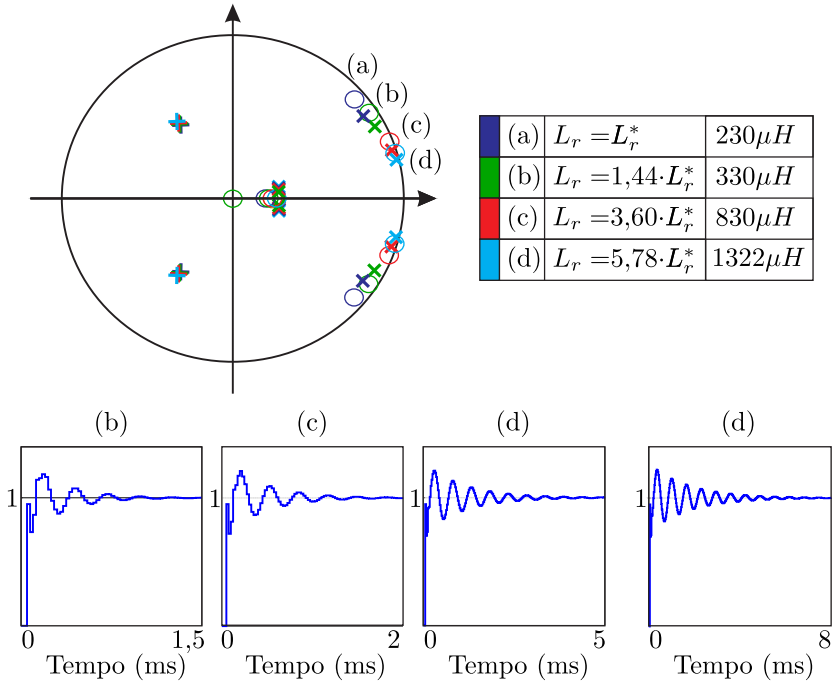 (a)
(b)
(c)
(d)
(a) L_r = L_r^* 230μH
(b) L_r = 1,44·L_r^* 330μH
(c) L_r = 3,60·L_r^* 830μH
(d) L_r = 5,78·L_r^* 1322μH
(b) (c) (d) (d)
1 1 1 1
0 1,5 0 2 0 5 0 8
Tempo (ms) Tempo (ms) Tempo (ms) Tempo (ms)